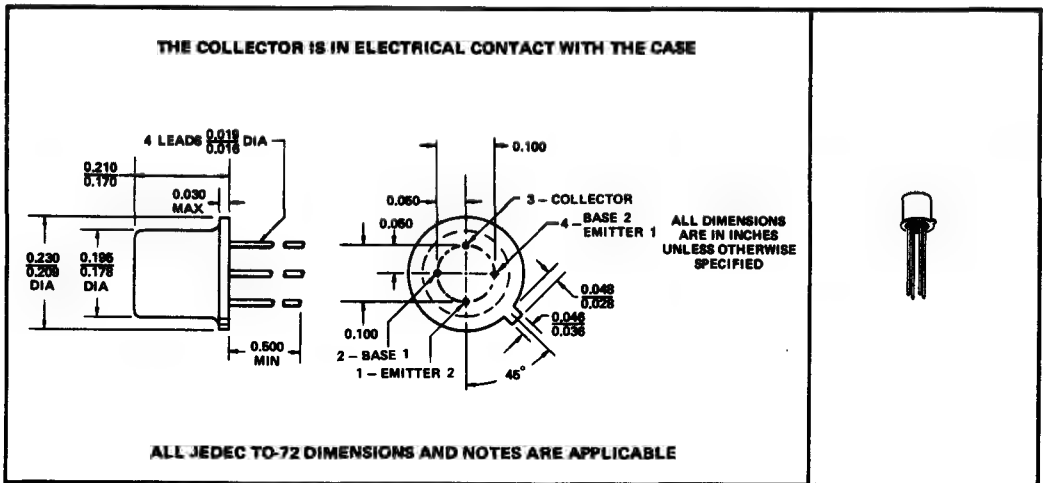 THE COLLECTOR IS IN ELECTRICAL CONTACT WITH THE CASE
4 LEADS 0.019 DIA
0.016
0.210
0.170
0.030
MAX
0.230
0.209
DIA
0.195
0.178
DIA
0.500
MIN
0.100
0.050
0.050
3 – COLLECTOR
4 – BASE 2
EMITTER 1
0.048
0.028
0.046
0.036
0.100
2 – BASE 1
1 – EMITTER 2
45°
ALL DIMENSIONS
ARE IN INCHES
UNLESS OTHERWISE
SPECIFIED
ALL JEDEC TO-72 DIMENSIONS AND NOTES ARE APPLICABLE